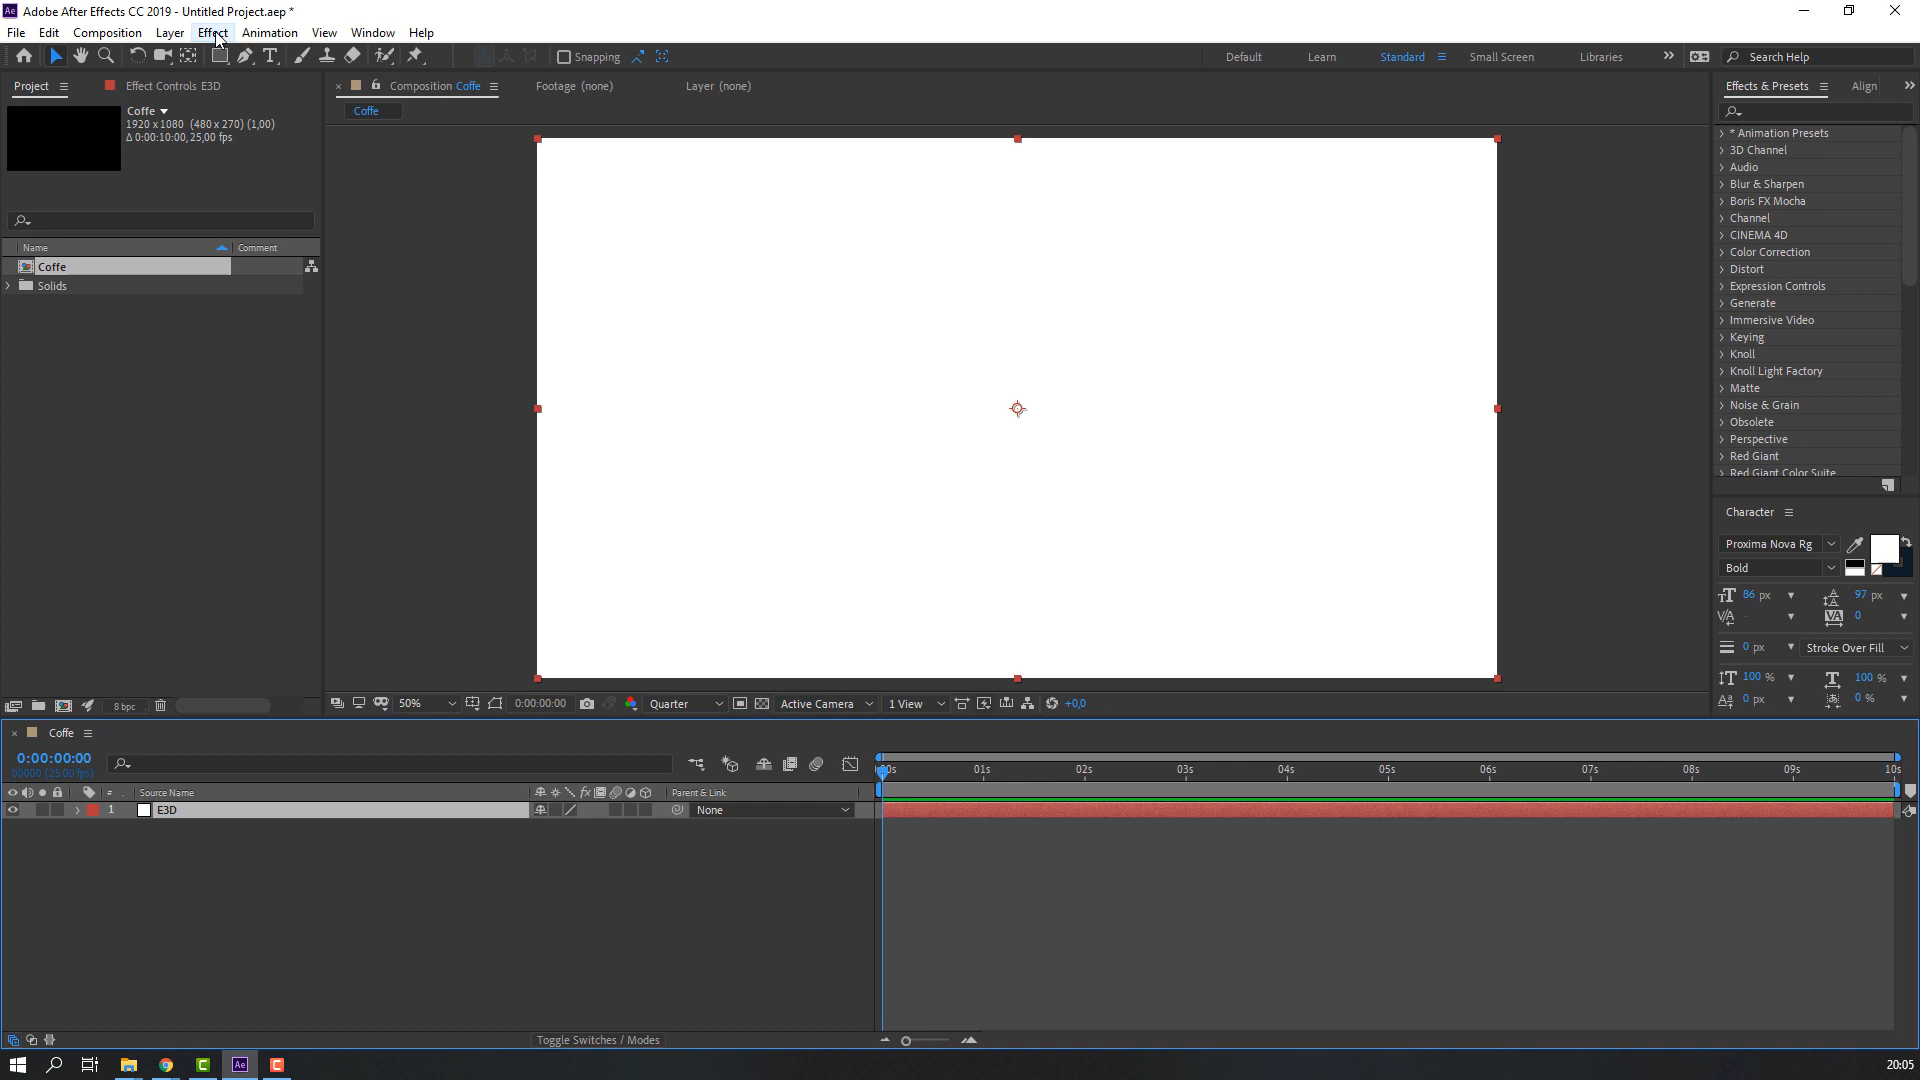 Adobe After Effects CC 2019 - Untitled Project.aep *
File Edit Composition Layer Effect Animation View Window Help
Snapping Default Learn Standard Small Screen Libraries Search Help
Project Effect Controls E3D
Composition Coffe Footage (none) Layer (none)
Effects & Presets Align
Coffe
1920 x 1080 (480 x 270) (1,00)
Δ 0:00:10:00, 25,00 fps
Coffe
Name Comment
Coffe
Solids
* Animation Presets
3D Channel
Audio
Blur & Sharpen
Boris FX Mocha
Channel
CINEMA 4D
Color Correction
Distort
Expression Controls
Generate
Immersive Video
Keying
Knoll
Knoll Light Factory
Matte
Noise & Grain
Obsolete
Perspective
Red Giant
Red Giant Color Suite
Character
Proxima Nova Rg
Bold
86 px 97 px
- 0
0 px Stroke Over Fill
100 % 100 %
0 px 0 %
8 bpc
50% 0:00:00:00 Quarter Active Camera 1 View +0,0
Coffe
0:00:00:00
00000 (25.00 fps)
00s 01s 02s 03s 04s 05s 06s 07s 08s 09s 10s
# . Source Name Parent & Link
1 E3D None
Toggle Switches / Modes
Ae
20:05